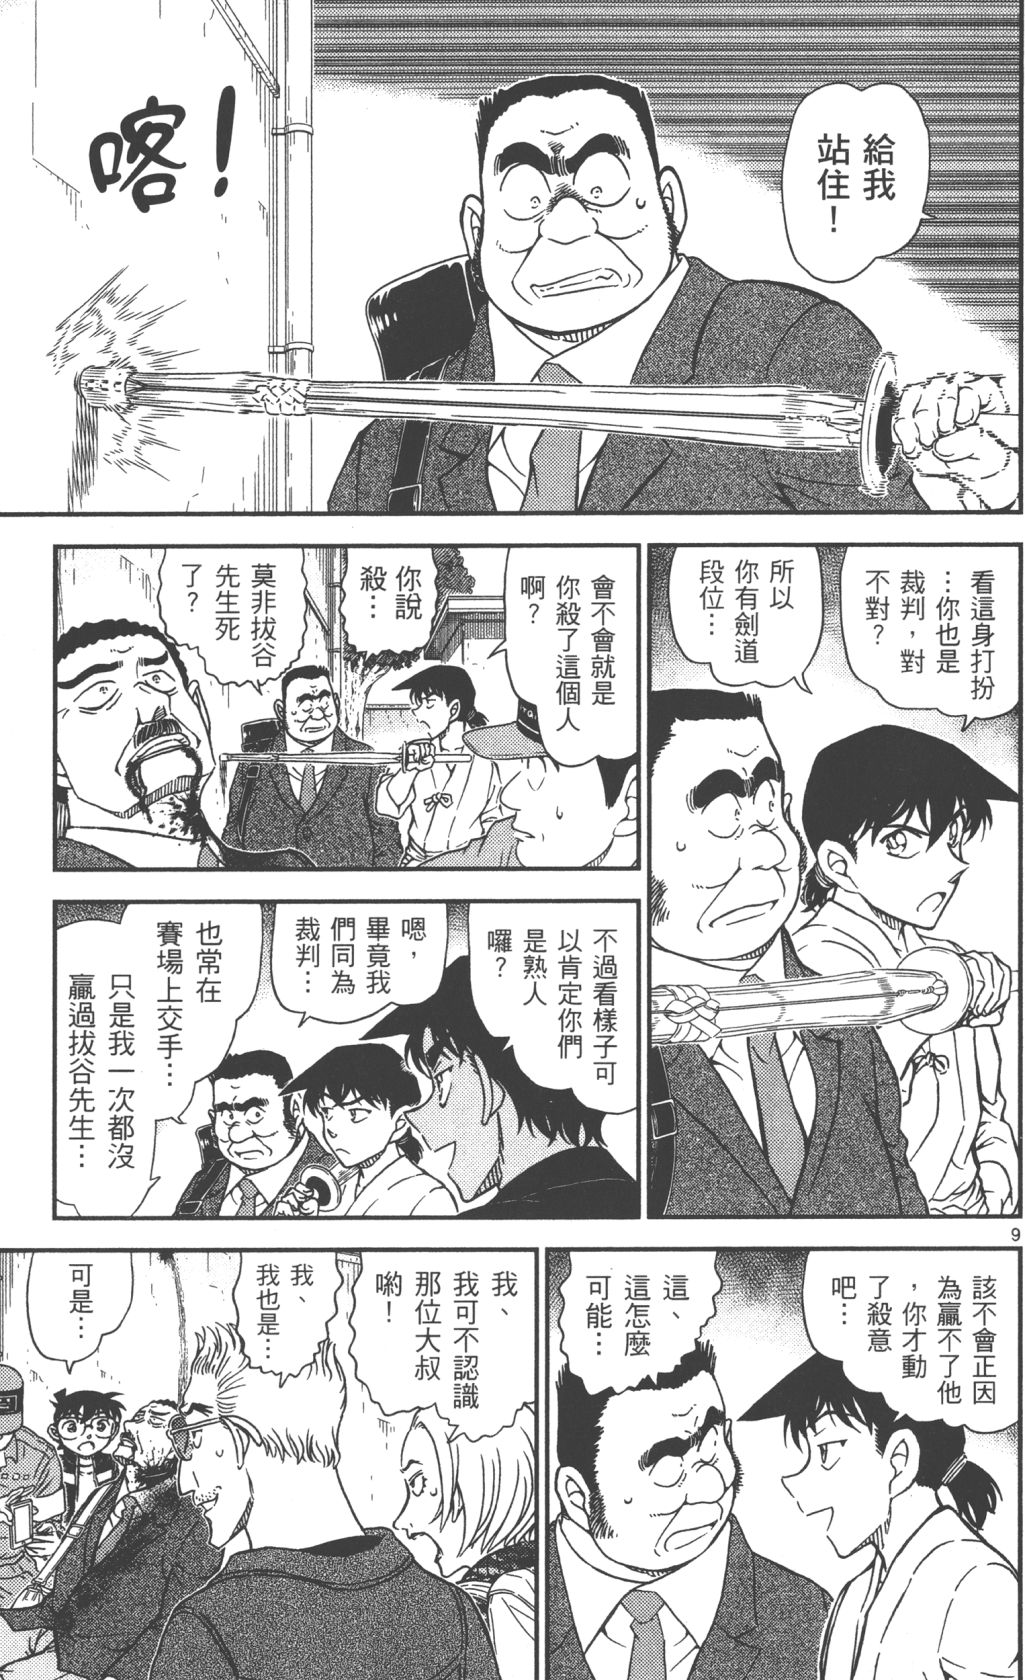 給我
站住！
喀！
看這身打扮
…你也是
裁判，對
不對？
所以
你有劍道
段位…
會不會就是
你殺了這個人
啊？
你說
殺…
莫非拔谷
先生死
了？
不過看樣子可
以肯定你們
是熟人
囉？
嗯，
畢竟我
們同為
裁判…
也常在
賽場上交手…
只是我一次都沒
贏過拔谷先生…
9
該不會正因
為贏不了他
，你才動
了殺意
吧…
這、
這怎麼
可能…
我、
我可不認識
那位大叔
喲！
我、
我也是…
可是…